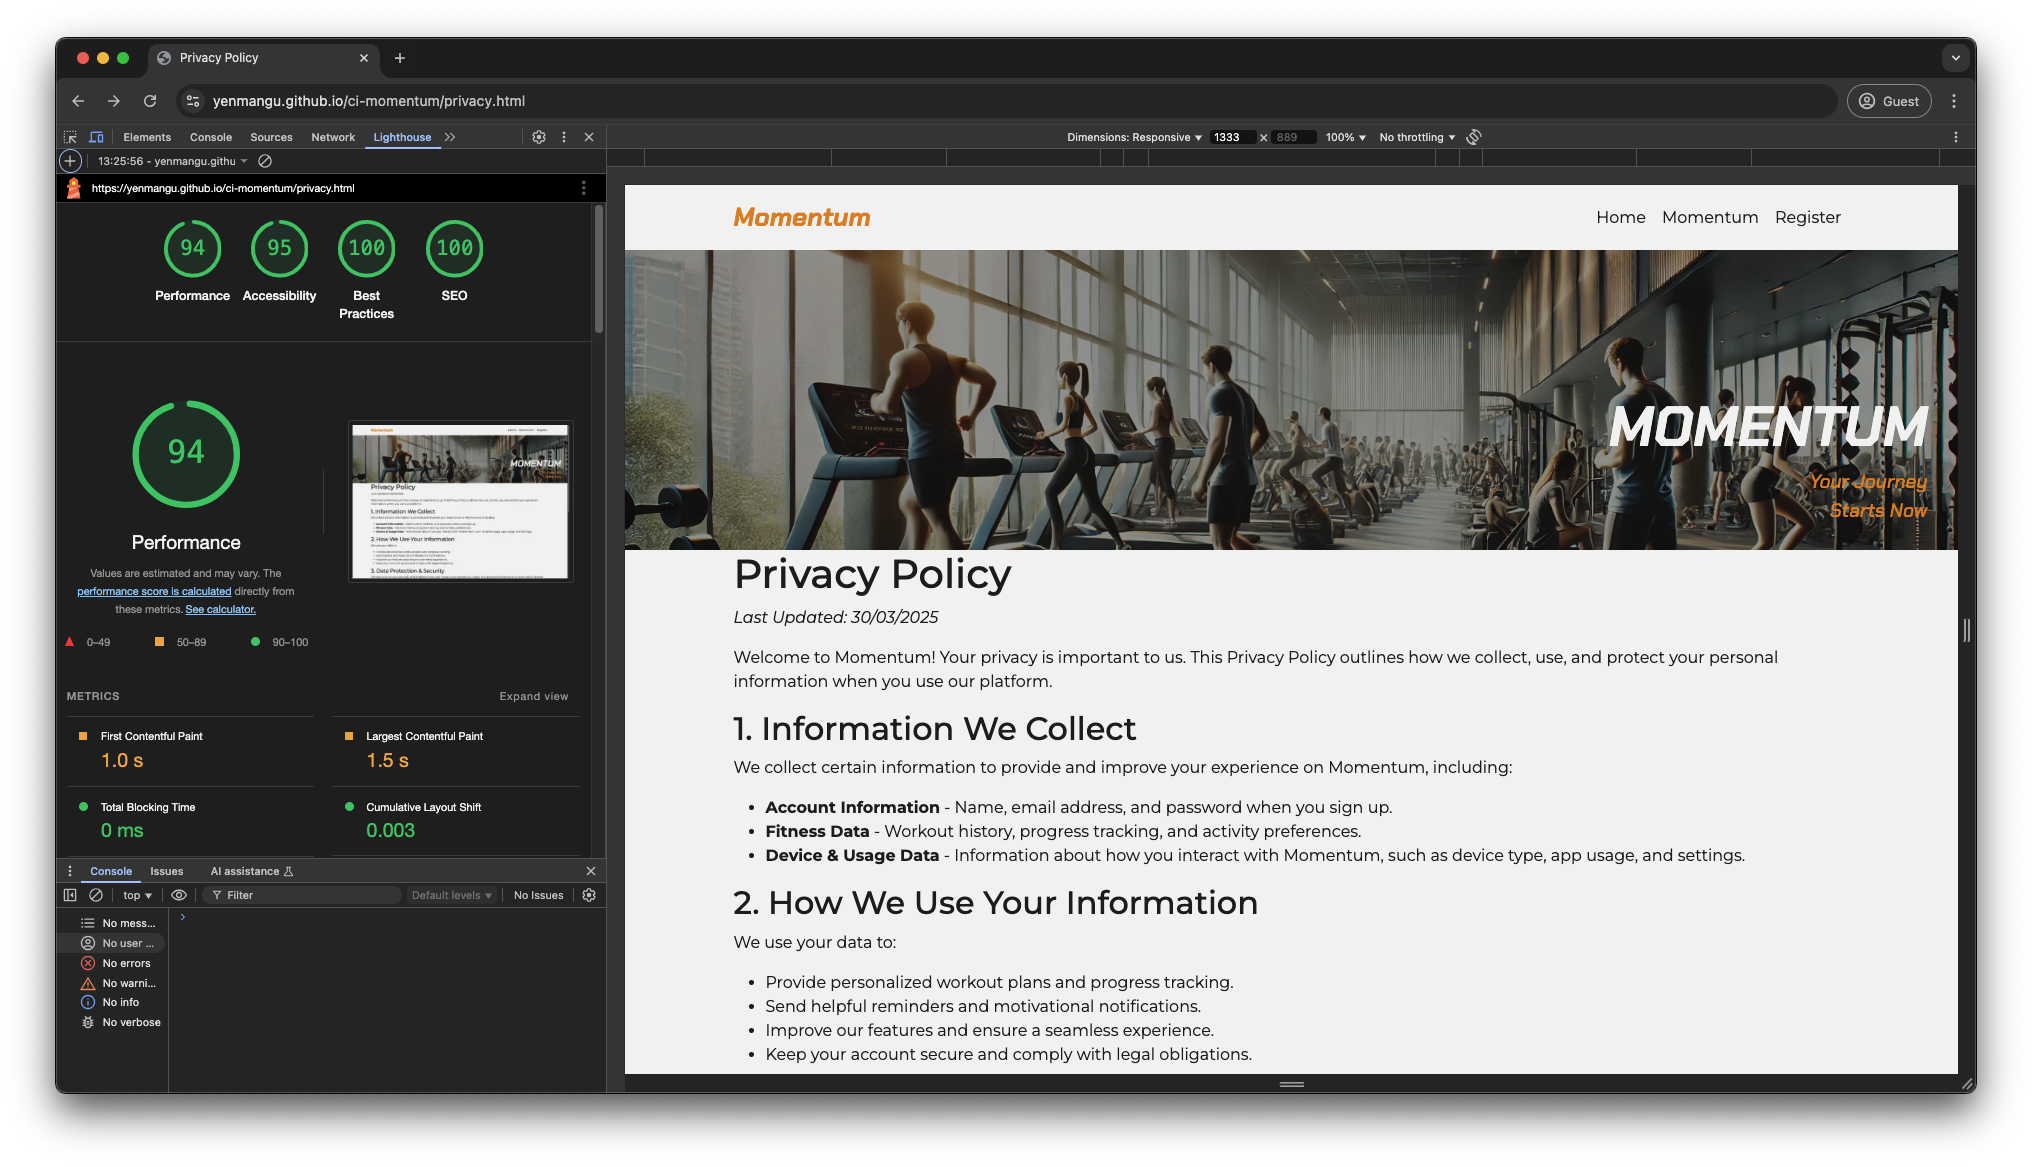 Privacy Policy
yenmangu.github.io/ci-momentum/privacy.html
Guest
Elements Console Sources Network Lighthouse
Dimensions: Responsive 1333 × 889 100% No throttling
13:25:56 - yenmangu.githu
https://yenmangu.github.io/ci-momentum/privacy.html
94 95 100 100
Performance Accessibility Best Practices SEO
94
Performance
Values are estimated and may vary. The
performance score is calculated directly from
these metrics. See calculator.
0–49 50–89 90–100
METRICS Expand view
First Contentful Paint
1.0 s
Largest Contentful Paint
1.5 s
Total Blocking Time
0 ms
Cumulative Layout Shift
0.003
Console Issues AI assistance
top Filter Default levels No Issues
No mess...
No user ...
No errors
No warni...
No info
No verbose
Momentum
Home Momentum Register
MOMENTUM
Your Journey
Starts Now
Privacy Policy
Last Updated: 30/03/2025
Welcome to Momentum! Your privacy is important to us. This Privacy Policy outlines how we collect, use, and protect your personal
information when you use our platform.
1. Information We Collect
We collect certain information to provide and improve your experience on Momentum, including:
• Account Information - Name, email address, and password when you sign up.
• Fitness Data - Workout history, progress tracking, and activity preferences.
• Device & Usage Data - Information about how you interact with Momentum, such as device type, app usage, and settings.
2. How We Use Your Information
We use your data to:
• Provide personalized workout plans and progress tracking.
• Send helpful reminders and motivational notifications.
• Improve our features and ensure a seamless experience.
• Keep your account secure and comply with legal obligations.